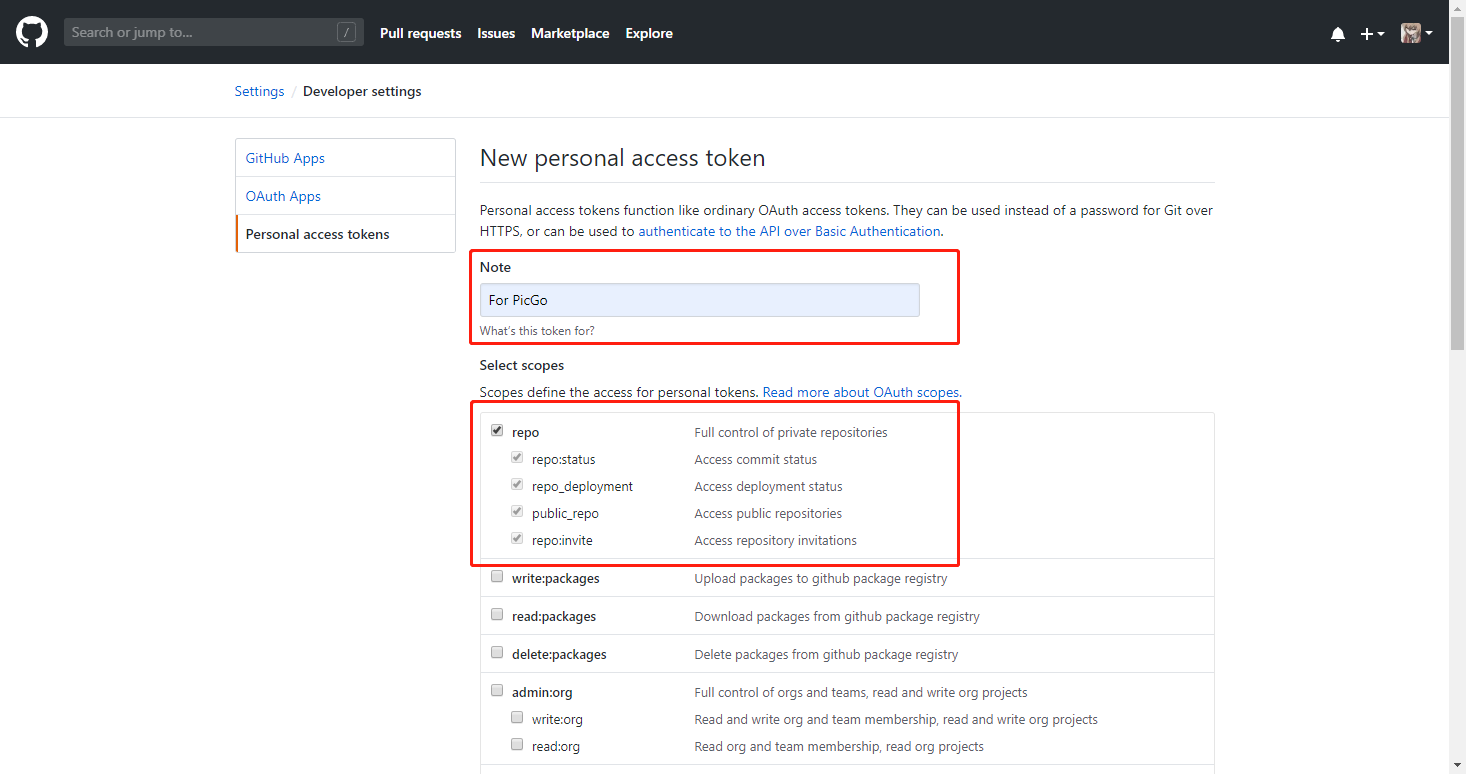 Search or jump to... / Pull requests Issues Marketplace Explore
Settings / Developer settings
GitHub Apps
OAuth Apps
Personal access tokens
New personal access token
Personal access tokens function like ordinary OAuth access tokens. They can be used instead of a password for Git over
HTTPS, or can be used to authenticate to the API over Basic Authentication.
Note
For PicGo
What's this token for?
Select scopes
Scopes define the access for personal tokens. Read more about OAuth scopes.
repo Full control of private repositories
repo:status Access commit status
repo_deployment Access deployment status
public_repo Access public repositories
repo:invite Access repository invitations
write:packages Upload packages to github package registry
read:packages Download packages from github package registry
delete:packages Delete packages from github package registry
admin:org Full control of orgs and teams, read and write org projects
write:org Read and write org and team membership, read and write org projects
read:org Read org and team membership, read org projects